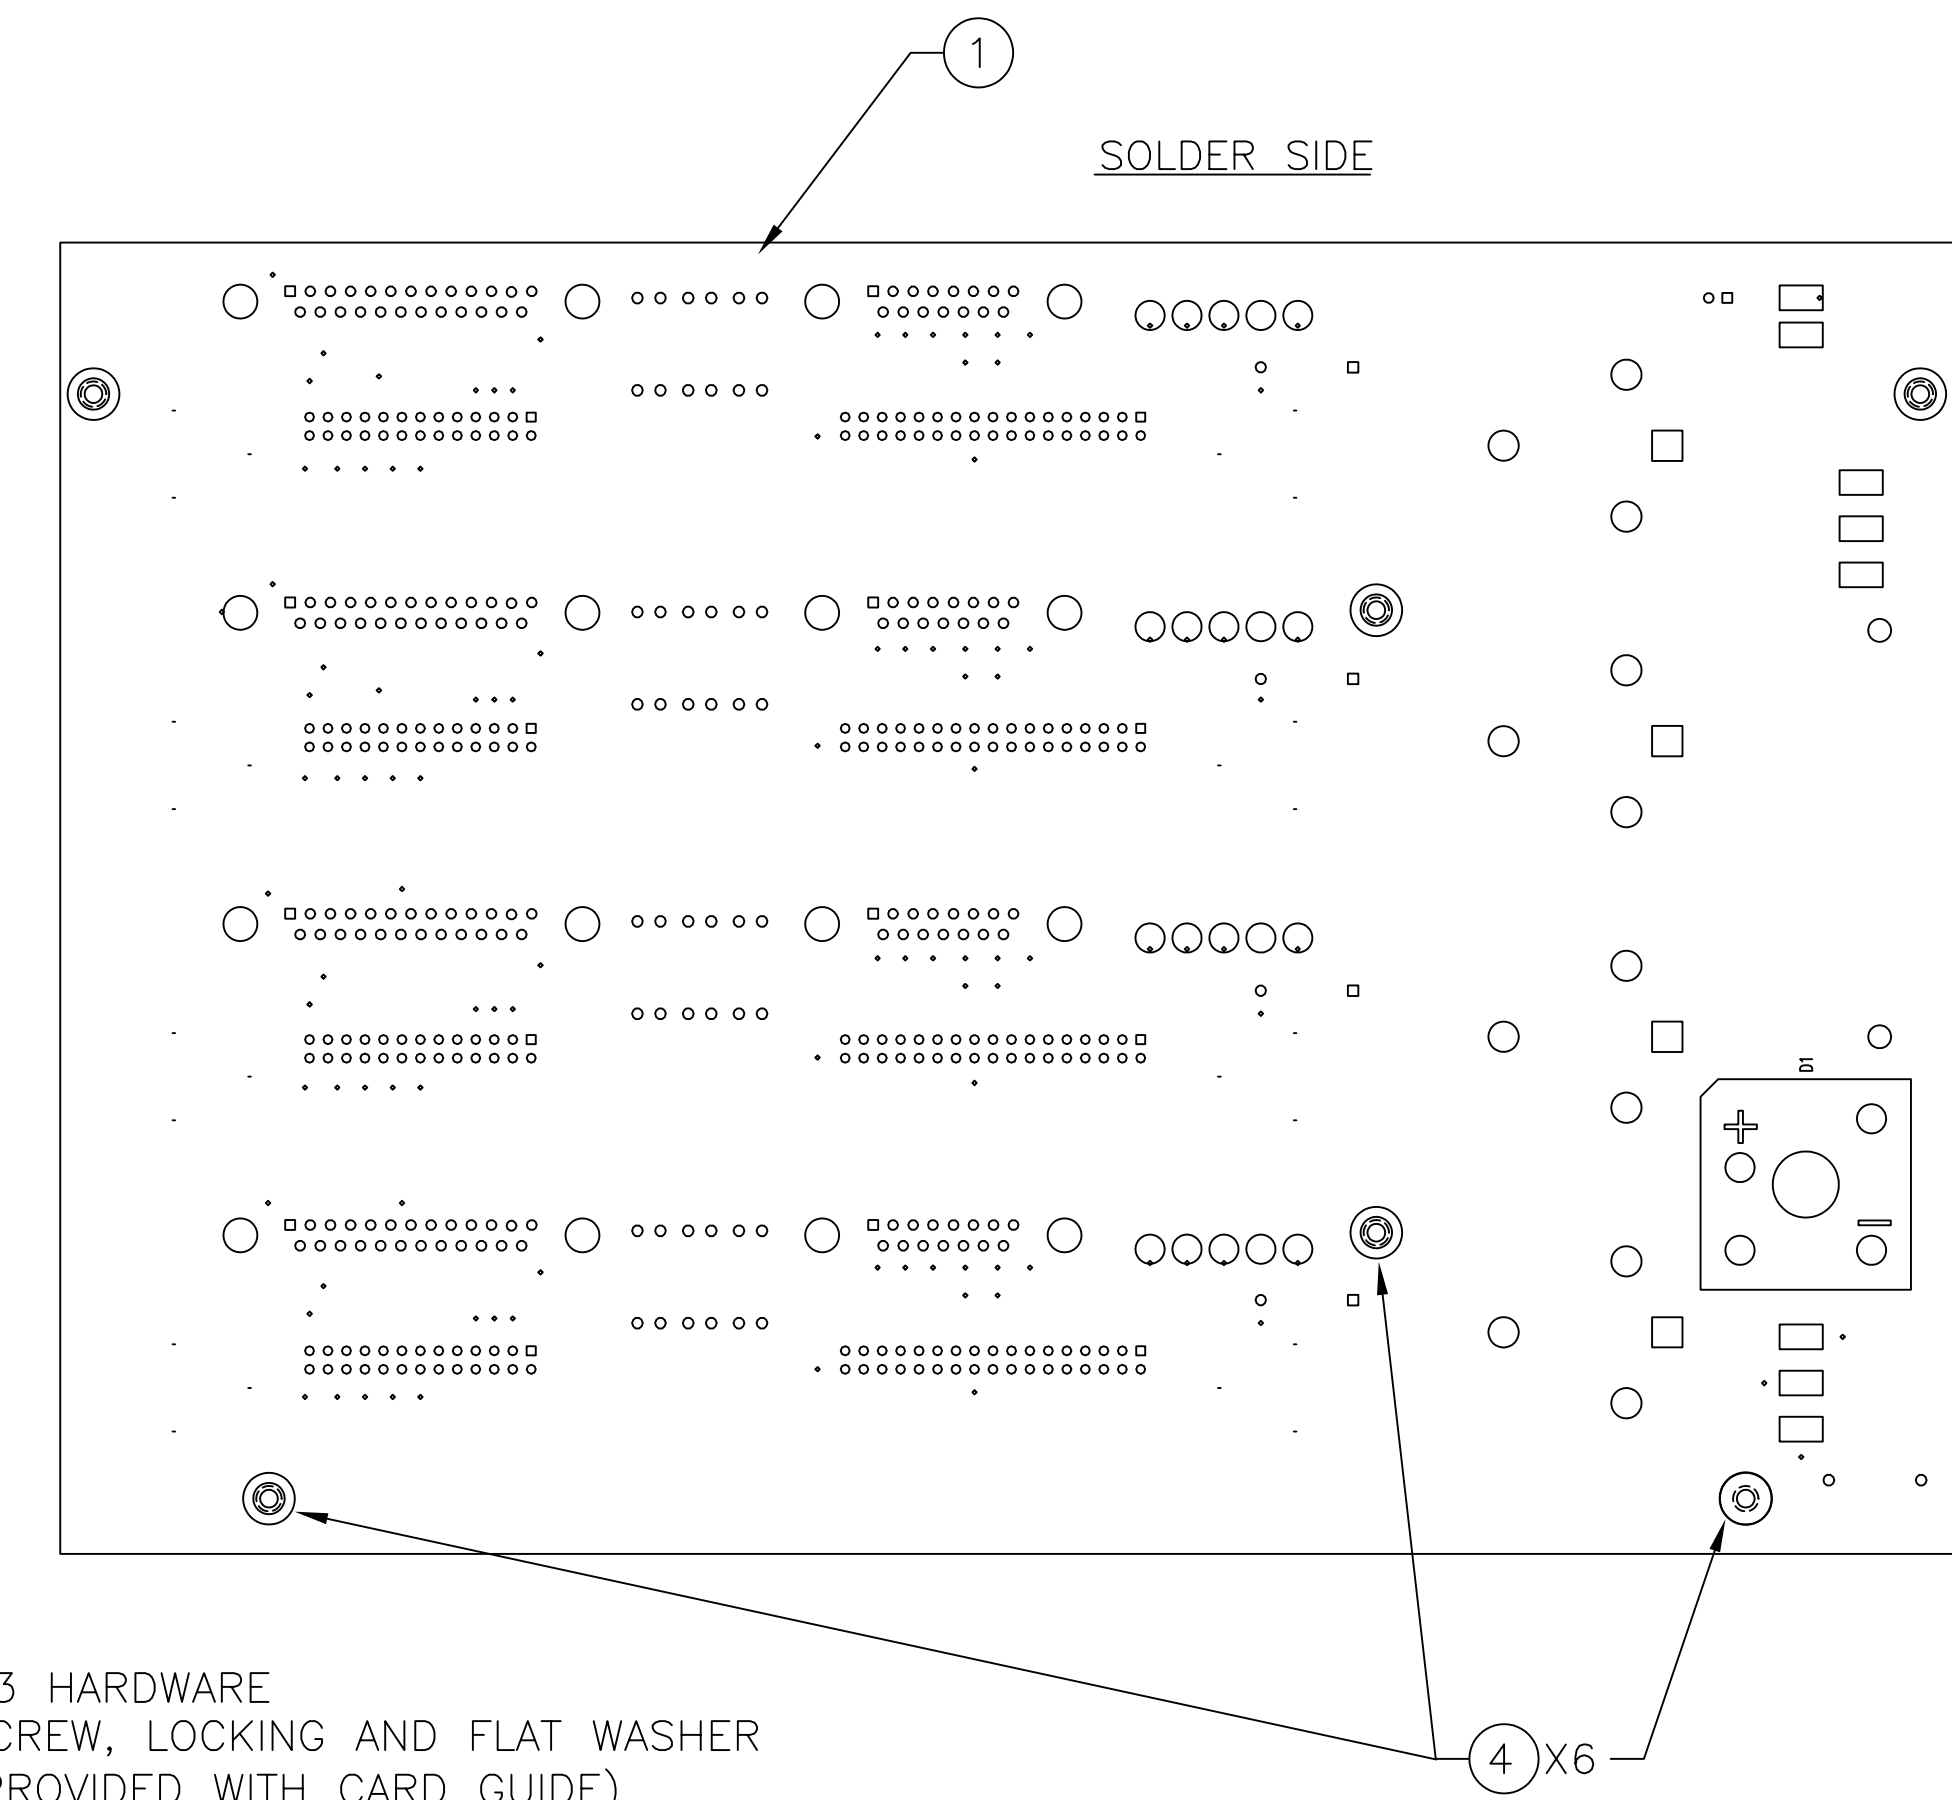 1
SOLDER SIDE
D1
3 HARDWARE
CREW, LOCKING AND FLAT WASHER
PROVIDED WITH CARD GUIDE)
4 X6